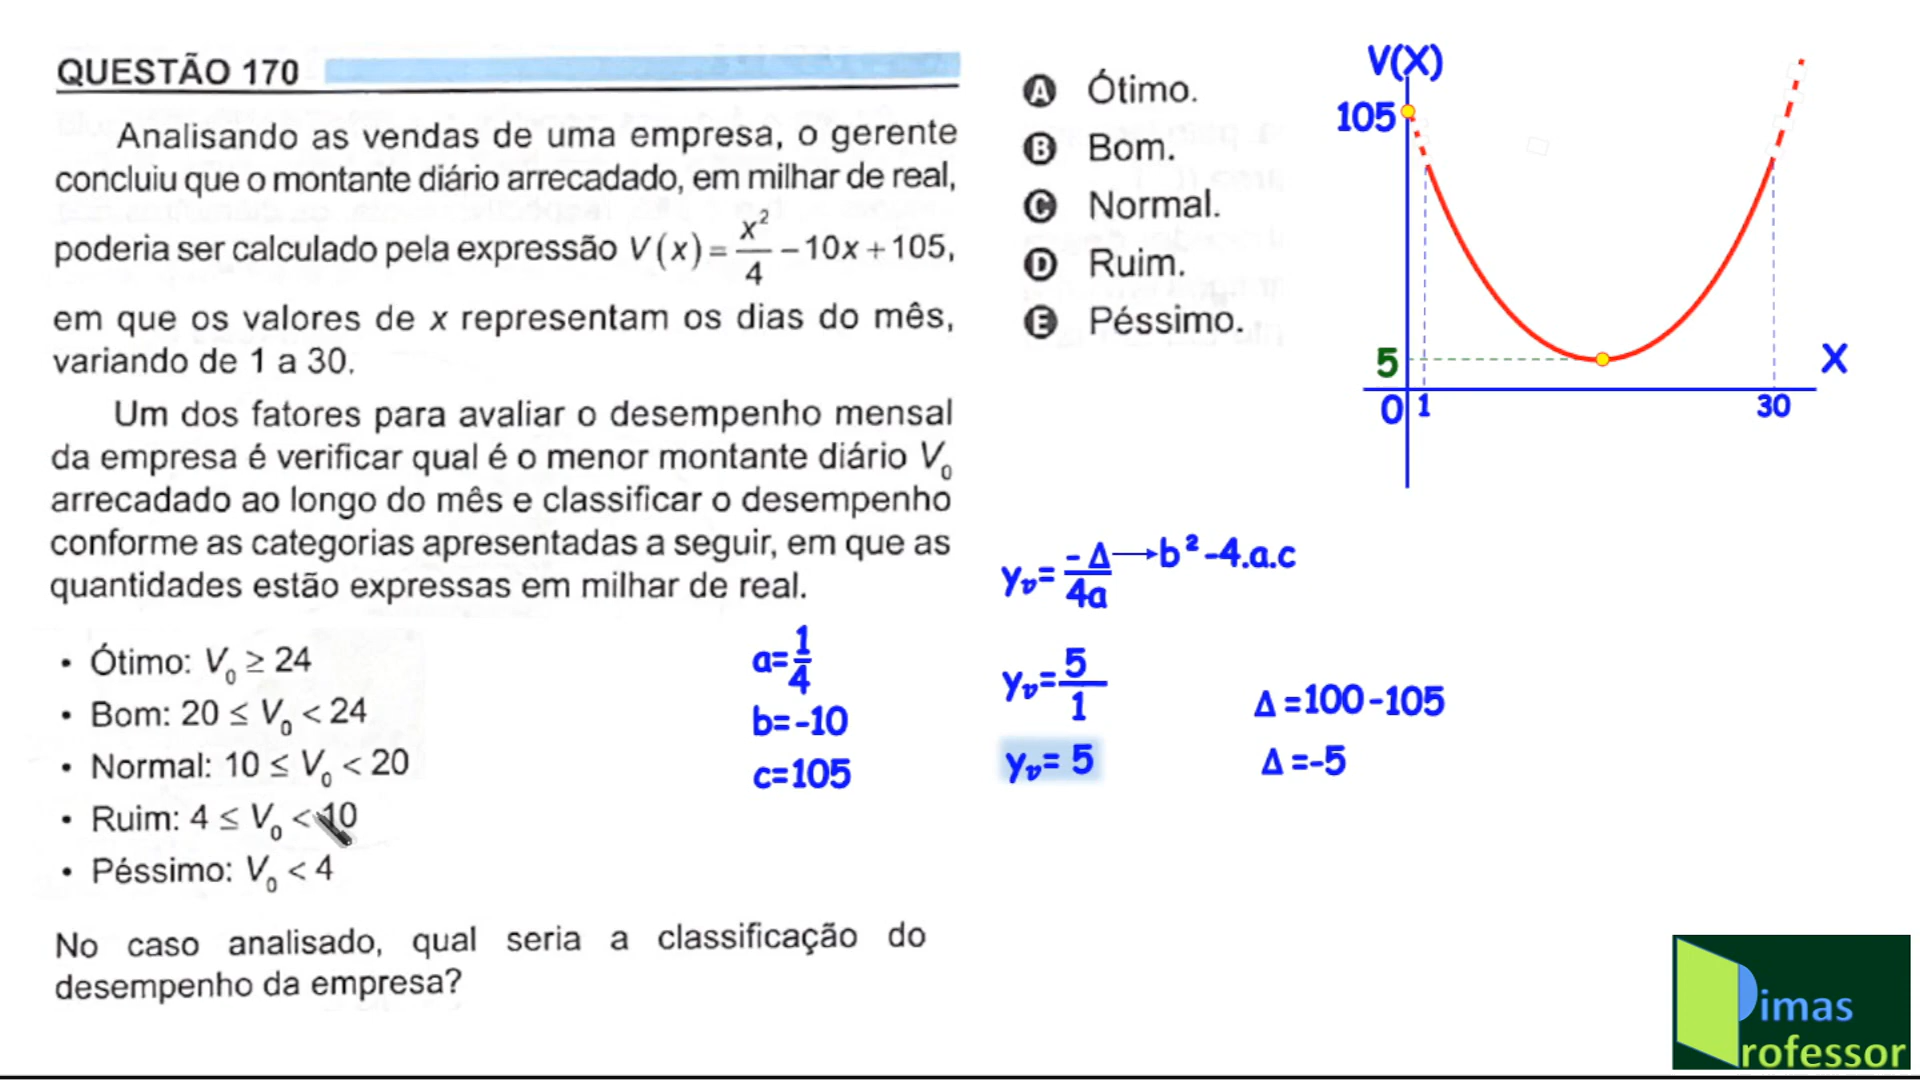 QUESTÃO 170
Analisando as vendas de uma empresa, o gerente
concluiu que o montante diário arrecadado, em milhar de real,
poderia ser calculado pela expressão V(x) = x²/4 − 10x + 105,
em que os valores de x representam os dias do mês,
variando de 1 a 30.
Um dos fatores para avaliar o desempenho mensal
da empresa é verificar qual é o menor montante diário V₀
arrecadado ao longo do mês e classificar o desempenho
conforme as categorias apresentadas a seguir, em que as
quantidades estão expressas em milhar de real.
• Ótimo: V₀ ≥ 24
• Bom: 20 ≤ V₀ < 24
• Normal: 10 ≤ V₀ < 20
• Ruim: 4 ≤ V₀ < 10
• Péssimo: V₀ < 4
No caso analisado, qual seria a classificação do
desempenho da empresa?
A Ótimo.
B Bom.
C Normal.
D Ruim.
E Péssimo.
V(X)
105
5
X
0 1 30
a=1/4
b=-10
c=105
yv= -Δ/4a → b²-4.a.c
yv= 5/1
yv= 5
Δ =100-105
Δ =-5
Dimas
Professor